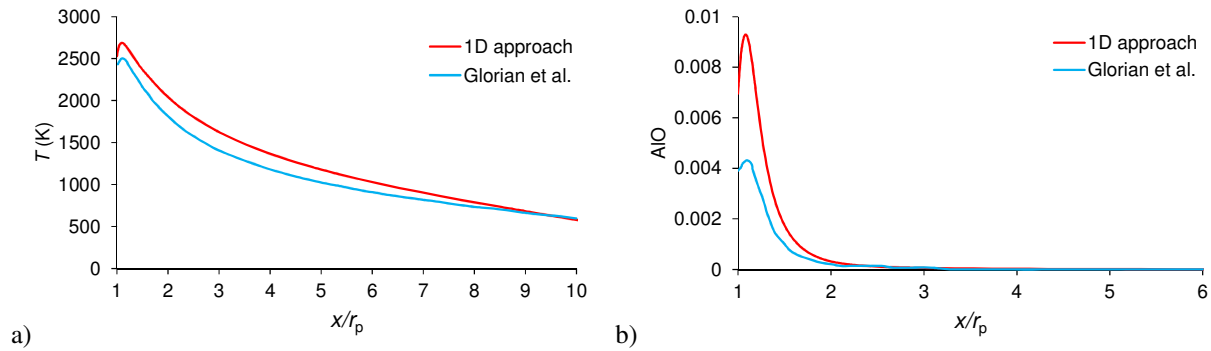 3000
2500
2000
1500
1000
500
0
T (K)
1 2 3 4 5 6 7 8 9 10
x/rp
1D approach
Glorian et al.
a)
0.01
0.008
0.006
0.004
0.002
0
AlO
1 2 3 4 5 6
x/rp
1D approach
Glorian et al.
b)